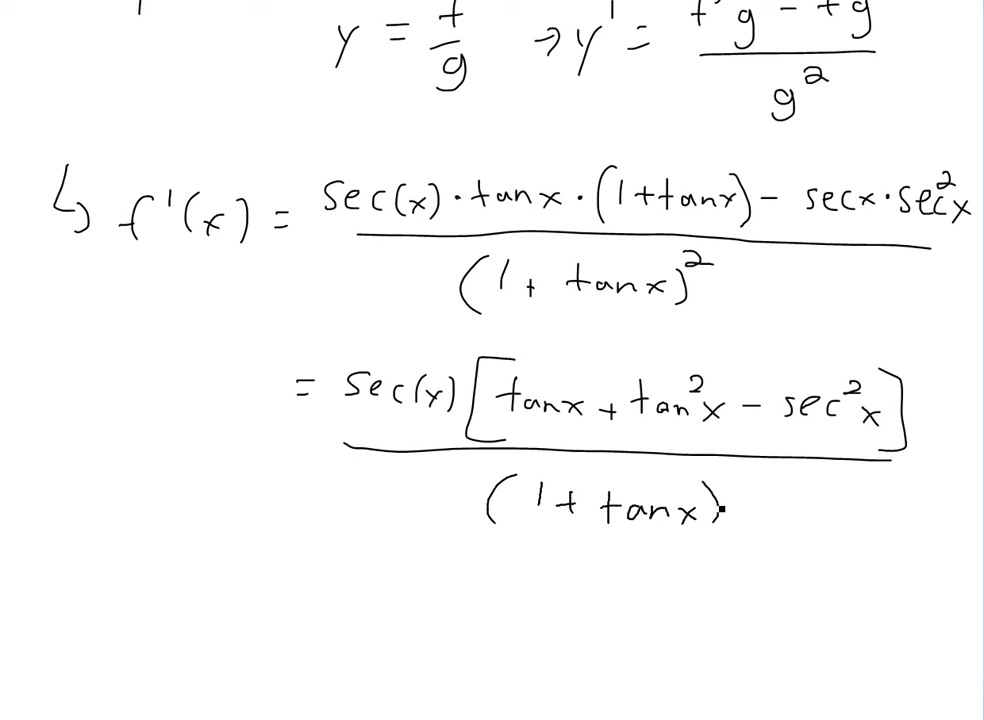 y = f/g → y' = (f'g - fg)/g²
↳ f'(x) = (sec(x)·tanx·(1+tanx) - secx·sec²x)/(1 + tanx)²
= sec(x)[tanx + tan²x - sec²x]/(1 + tanx)